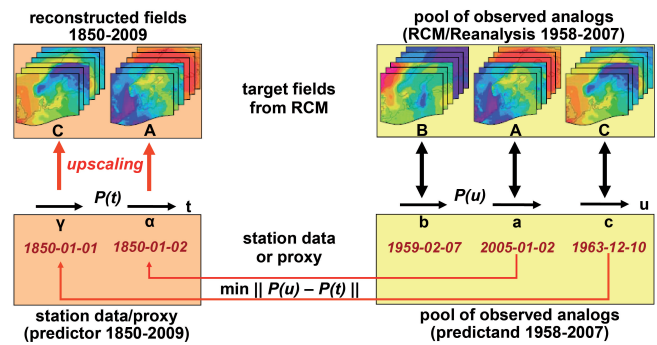 reconstructed fields
1850-2009
pool of observed analogs
(RCM/Reanalysis 1958-2007)
target fields
from RCM
C
A
B
A
C
upscaling
P(t)
t
P(u)
u
γ
α
b
a
c
1850-01-01
1850-01-02
station data
or proxy
1959-02-07
2005-01-02
1963-12-10
min || P(u) – P(t) ||
station data/proxy
(predictor 1850-2009)
pool of observed analogs
(predictand 1958-2007)